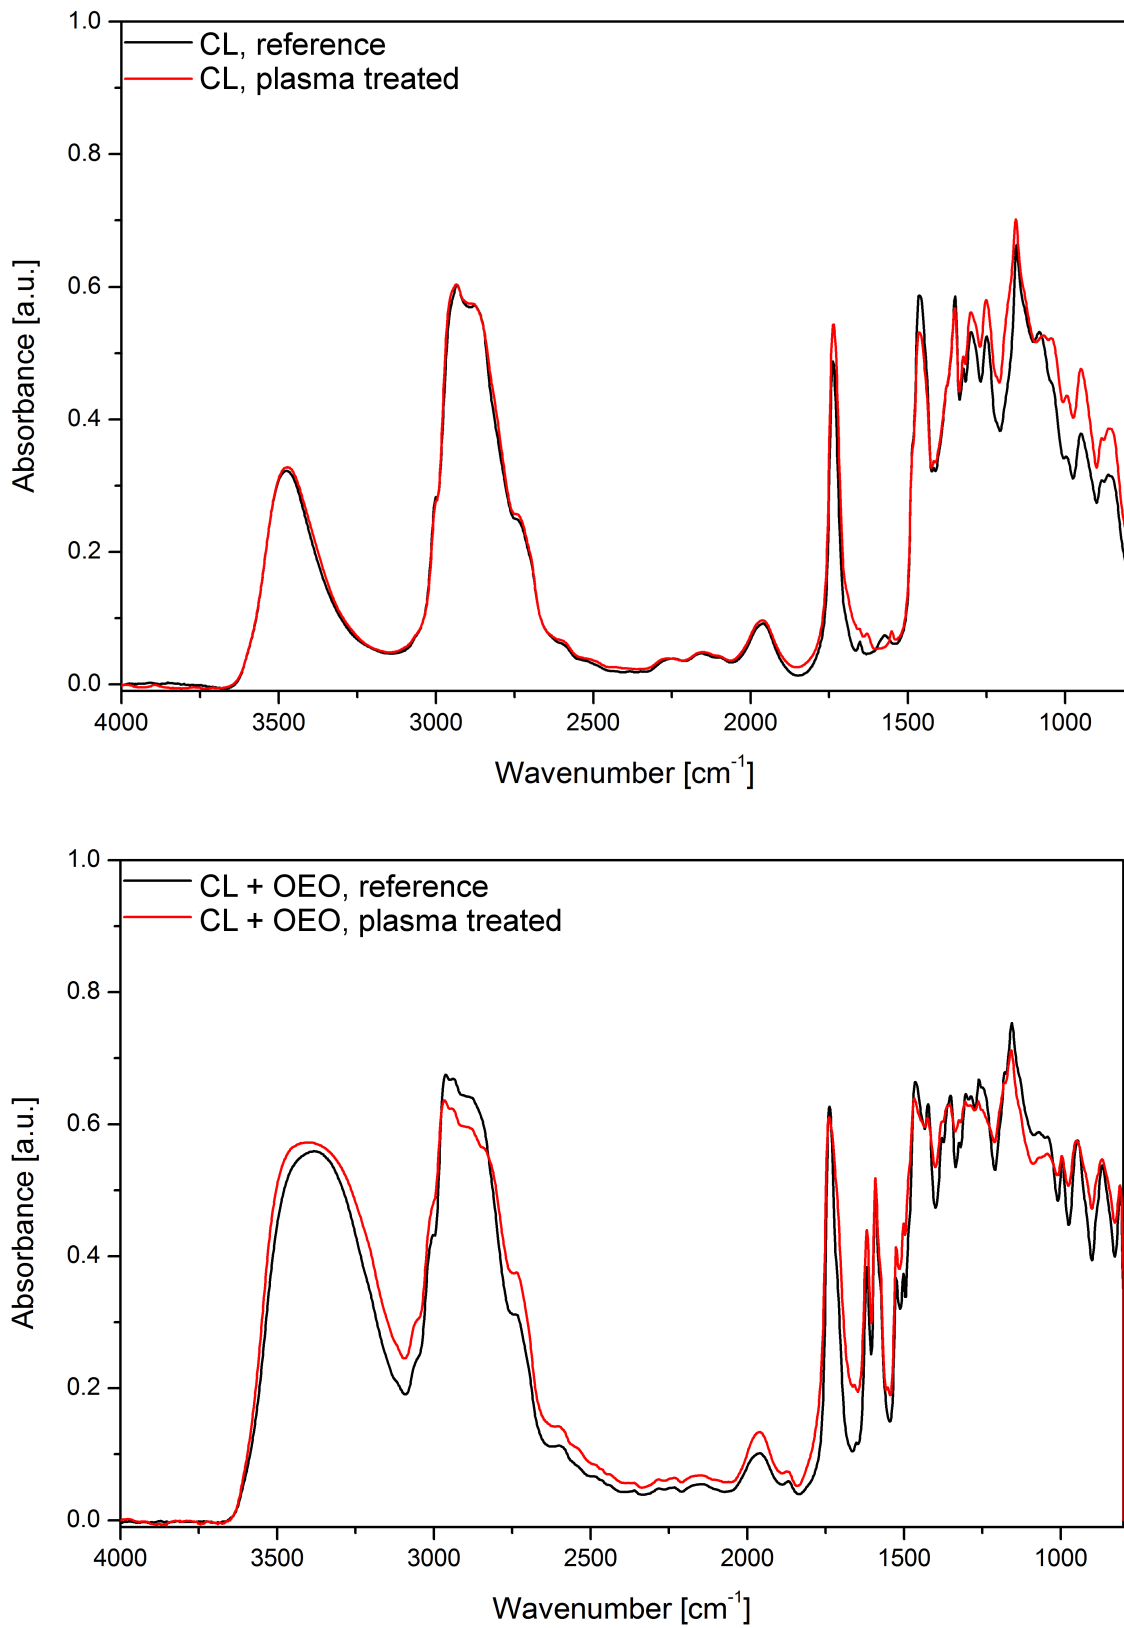 CL, reference
CL, plasma treated
1.0
0.8
0.6
0.4
0.2
0.0
Absorbance [a.u.]
4000 3500 3000 2500 2000 1500 1000
Wavenumber [cm-1]
CL + OEO, reference
CL + OEO, plasma treated
1.0
0.8
0.6
0.4
0.2
0.0
Absorbance [a.u.]
4000 3500 3000 2500 2000 1500 1000
Wavenumber [cm-1]